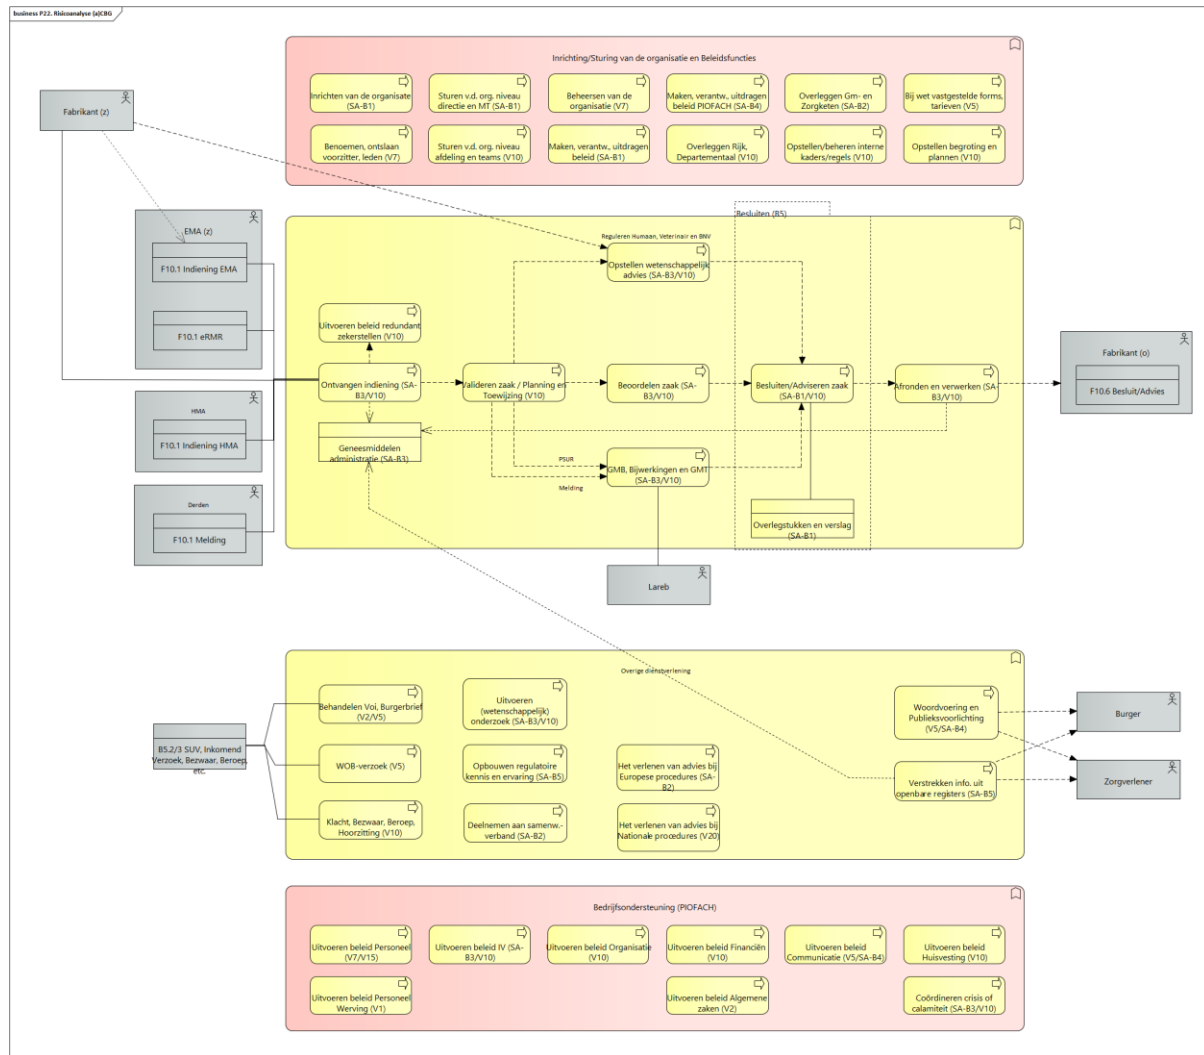 business P22. Risicoanalyse (a)CBG
Inrichting/Sturing van de organisatie en Beleidsfuncties
Inrichten van de organisate (SA-B1)
Sturen v.d. org. niveau
directie en MT (SA-B1)
Beheersen van de
organisatie (V7)
Maken, verantw., uitdragen
beleid PIOFACH (SA-B4)
Overleggen Gm- en
Zorgketen (SA-B2)
Bij wet vastgestelde forms,
tarieven (V5)
Benoemen, ontslaan
voorzitter, leden (V7)
Sturen v.d. org. niveau
afdeling en teams (V10)
Maken, verantw., uitdragen
beleid (SA-B1)
Overleggen Rijk,
Departementaal (V10)
Opstellen/beheren interne
kaders/regels (V10)
Opstellen begroting en
plannen (V10)
Fabrikant (z)
EMA (z)
F10.1 Indiening EMA
F10.1 eRMR
HMA
F10.1 Indiening HMA
Derden
F10.1 Melding
Besluiten (B5)
Reguleren Humaan, Veterinair en BNV
Opstellen wetenschappelijk
advies (SA-B3/V10)
Uitvoeren beleid redundant
zekerstellen (V10)
Ontvangen indiening (SA-
B3/V10)
Valideren zaak / Planning en
Toewijzing (V10)
Beoordelen zaak (SA-
B3/V10)
Besluiten/Adviseren zaak
(SA-B1/V10)
Afronden en verwerken (SA-
B3/V10)
Fabrikant (o)
F10.6 Besluit/Advies
Geneesmiddelen
administratie (SA-B3)
PSUR
Melding
GMB, Bijwerkingen en GMT
(SA-B3/V10)
Overlegstukken en verslag
(SA-B1)
Lareb
Overige dienstverlening
Behandelen Voi, Burgerbrief
(V2/V5)
Uitvoeren
(wetenschappelijk)
onderzoek (SA-B3/V10)
Woordvoering en
Publieksvoorlichting
(V5/SA-B4)
Burger
B5.2/3 SUV, Inkomend
Verzoek, Bezwaar, Beroep,
etc.
WOB-verzoek (V5)
Opbouwen regulatoire
kennis en ervaring (SA-B5)
Het verlenen van advies bij
Europese procedures (SA-
B2)
Verstrekken info. uit
openbare registers (SA-B5)
Zorgverlener
Klacht, Bezwaar, Beroep,
Hoorzitting (V10)
Deelnemen aan samenw.-
verband (SA-B2)
Het verlenen van advies bij
Nationale procedures (V20)
Bedrijfsondersteuning (PIOFACH)
Uitvoeren beleid Personeel
(V7/V15)
Uitvoeren beleid IV (SA-
B3/V10)
Uitvoeren beleid Organisatie
(V10)
Uitvoeren beleid Financiën
(V10)
Uitvoeren beleid
Communicatie (V5/SA-B4)
Uitvoeren beleid
Huisvesting (V10)
Uitvoeren beleid Personeel
Werving (V1)
Uitvoeren beleid Algemene
zaken (V2)
Coördineren crisis of
calamiteit (SA-B3/V10)